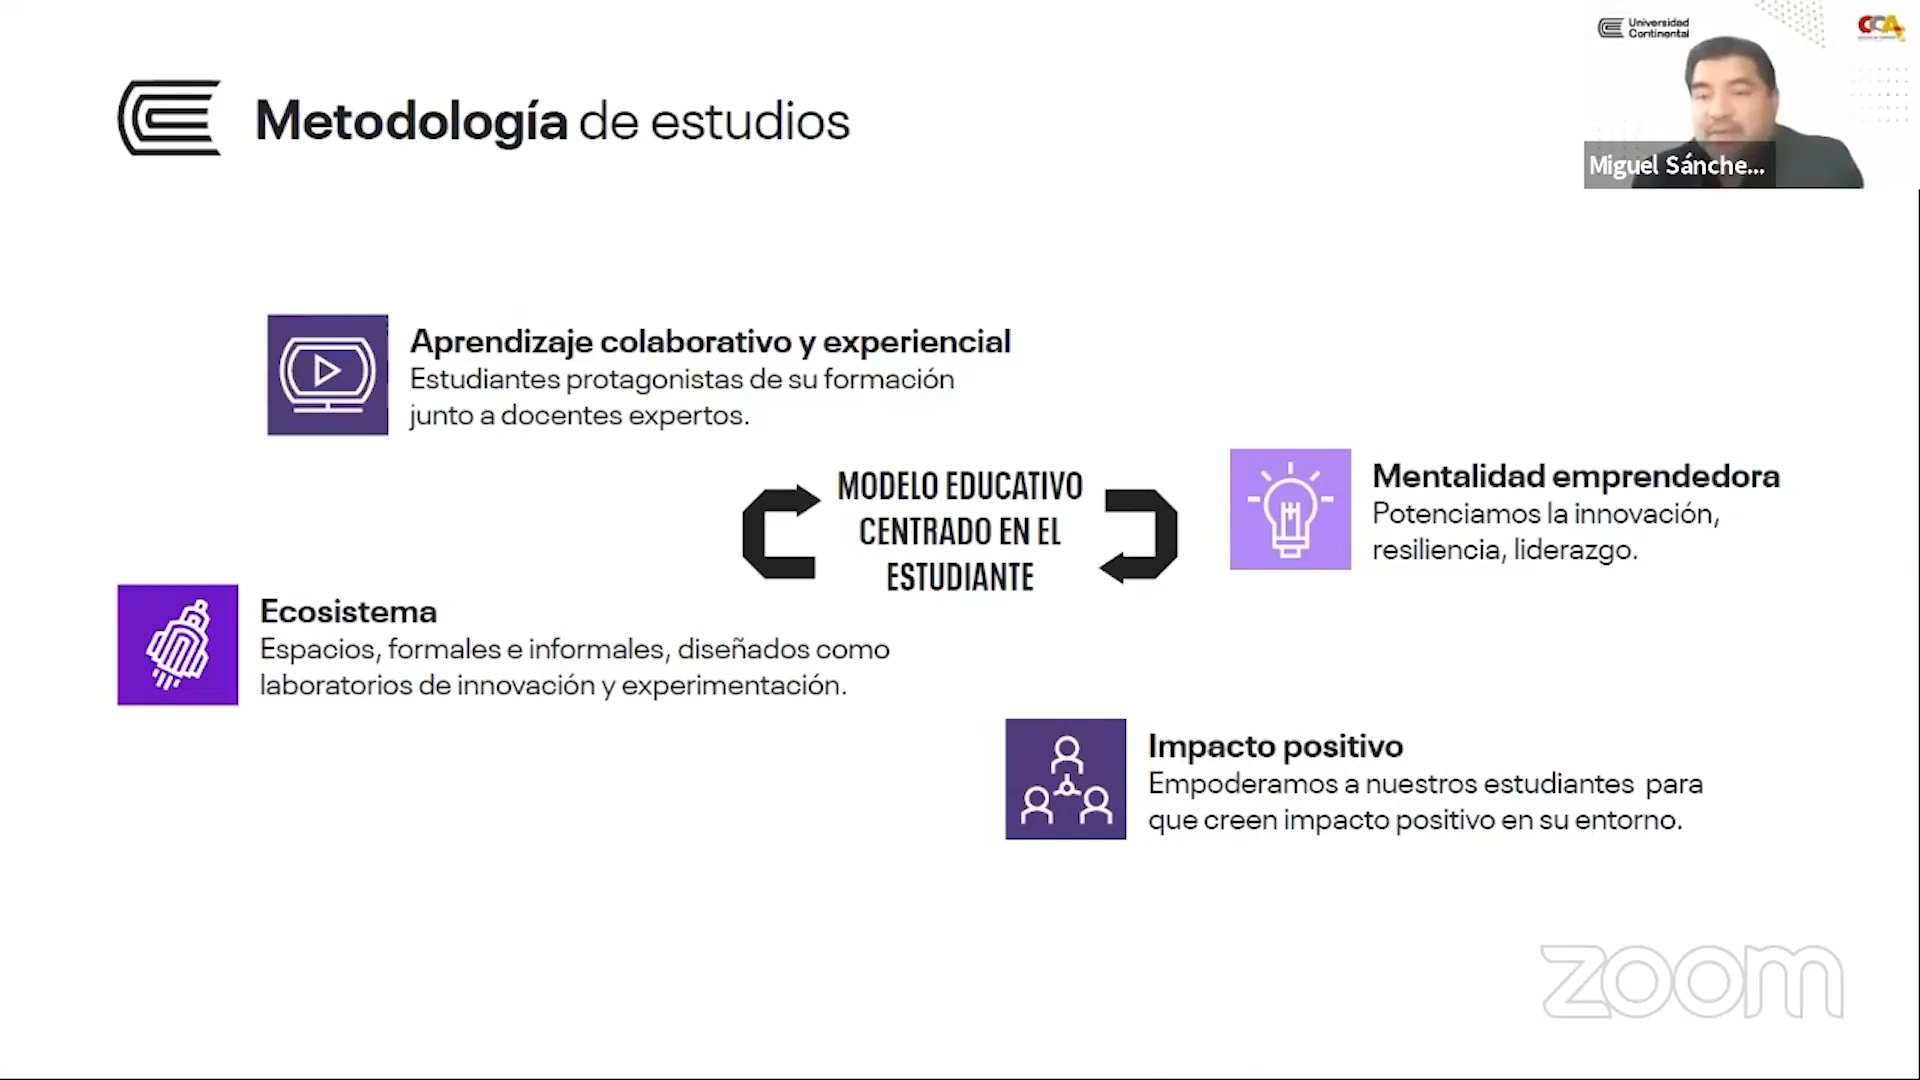 Metodología de estudios
Universidad
Continental
CCA
Miguel Sánche...
Aprendizaje colaborativo y experiencial
Estudiantes protagonistas de su formación
junto a docentes expertos.
MODELO EDUCATIVO
CENTRADO EN EL
ESTUDIANTE
Mentalidad emprendedora
Potenciamos la innovación,
resiliencia, liderazgo.
Ecosistema
Espacios, formales e informales, diseñados como
laboratorios de innovación y experimentación.
Impacto positivo
Empoderamos a nuestros estudiantes para
que creen impacto positivo en su entorno.
zoom